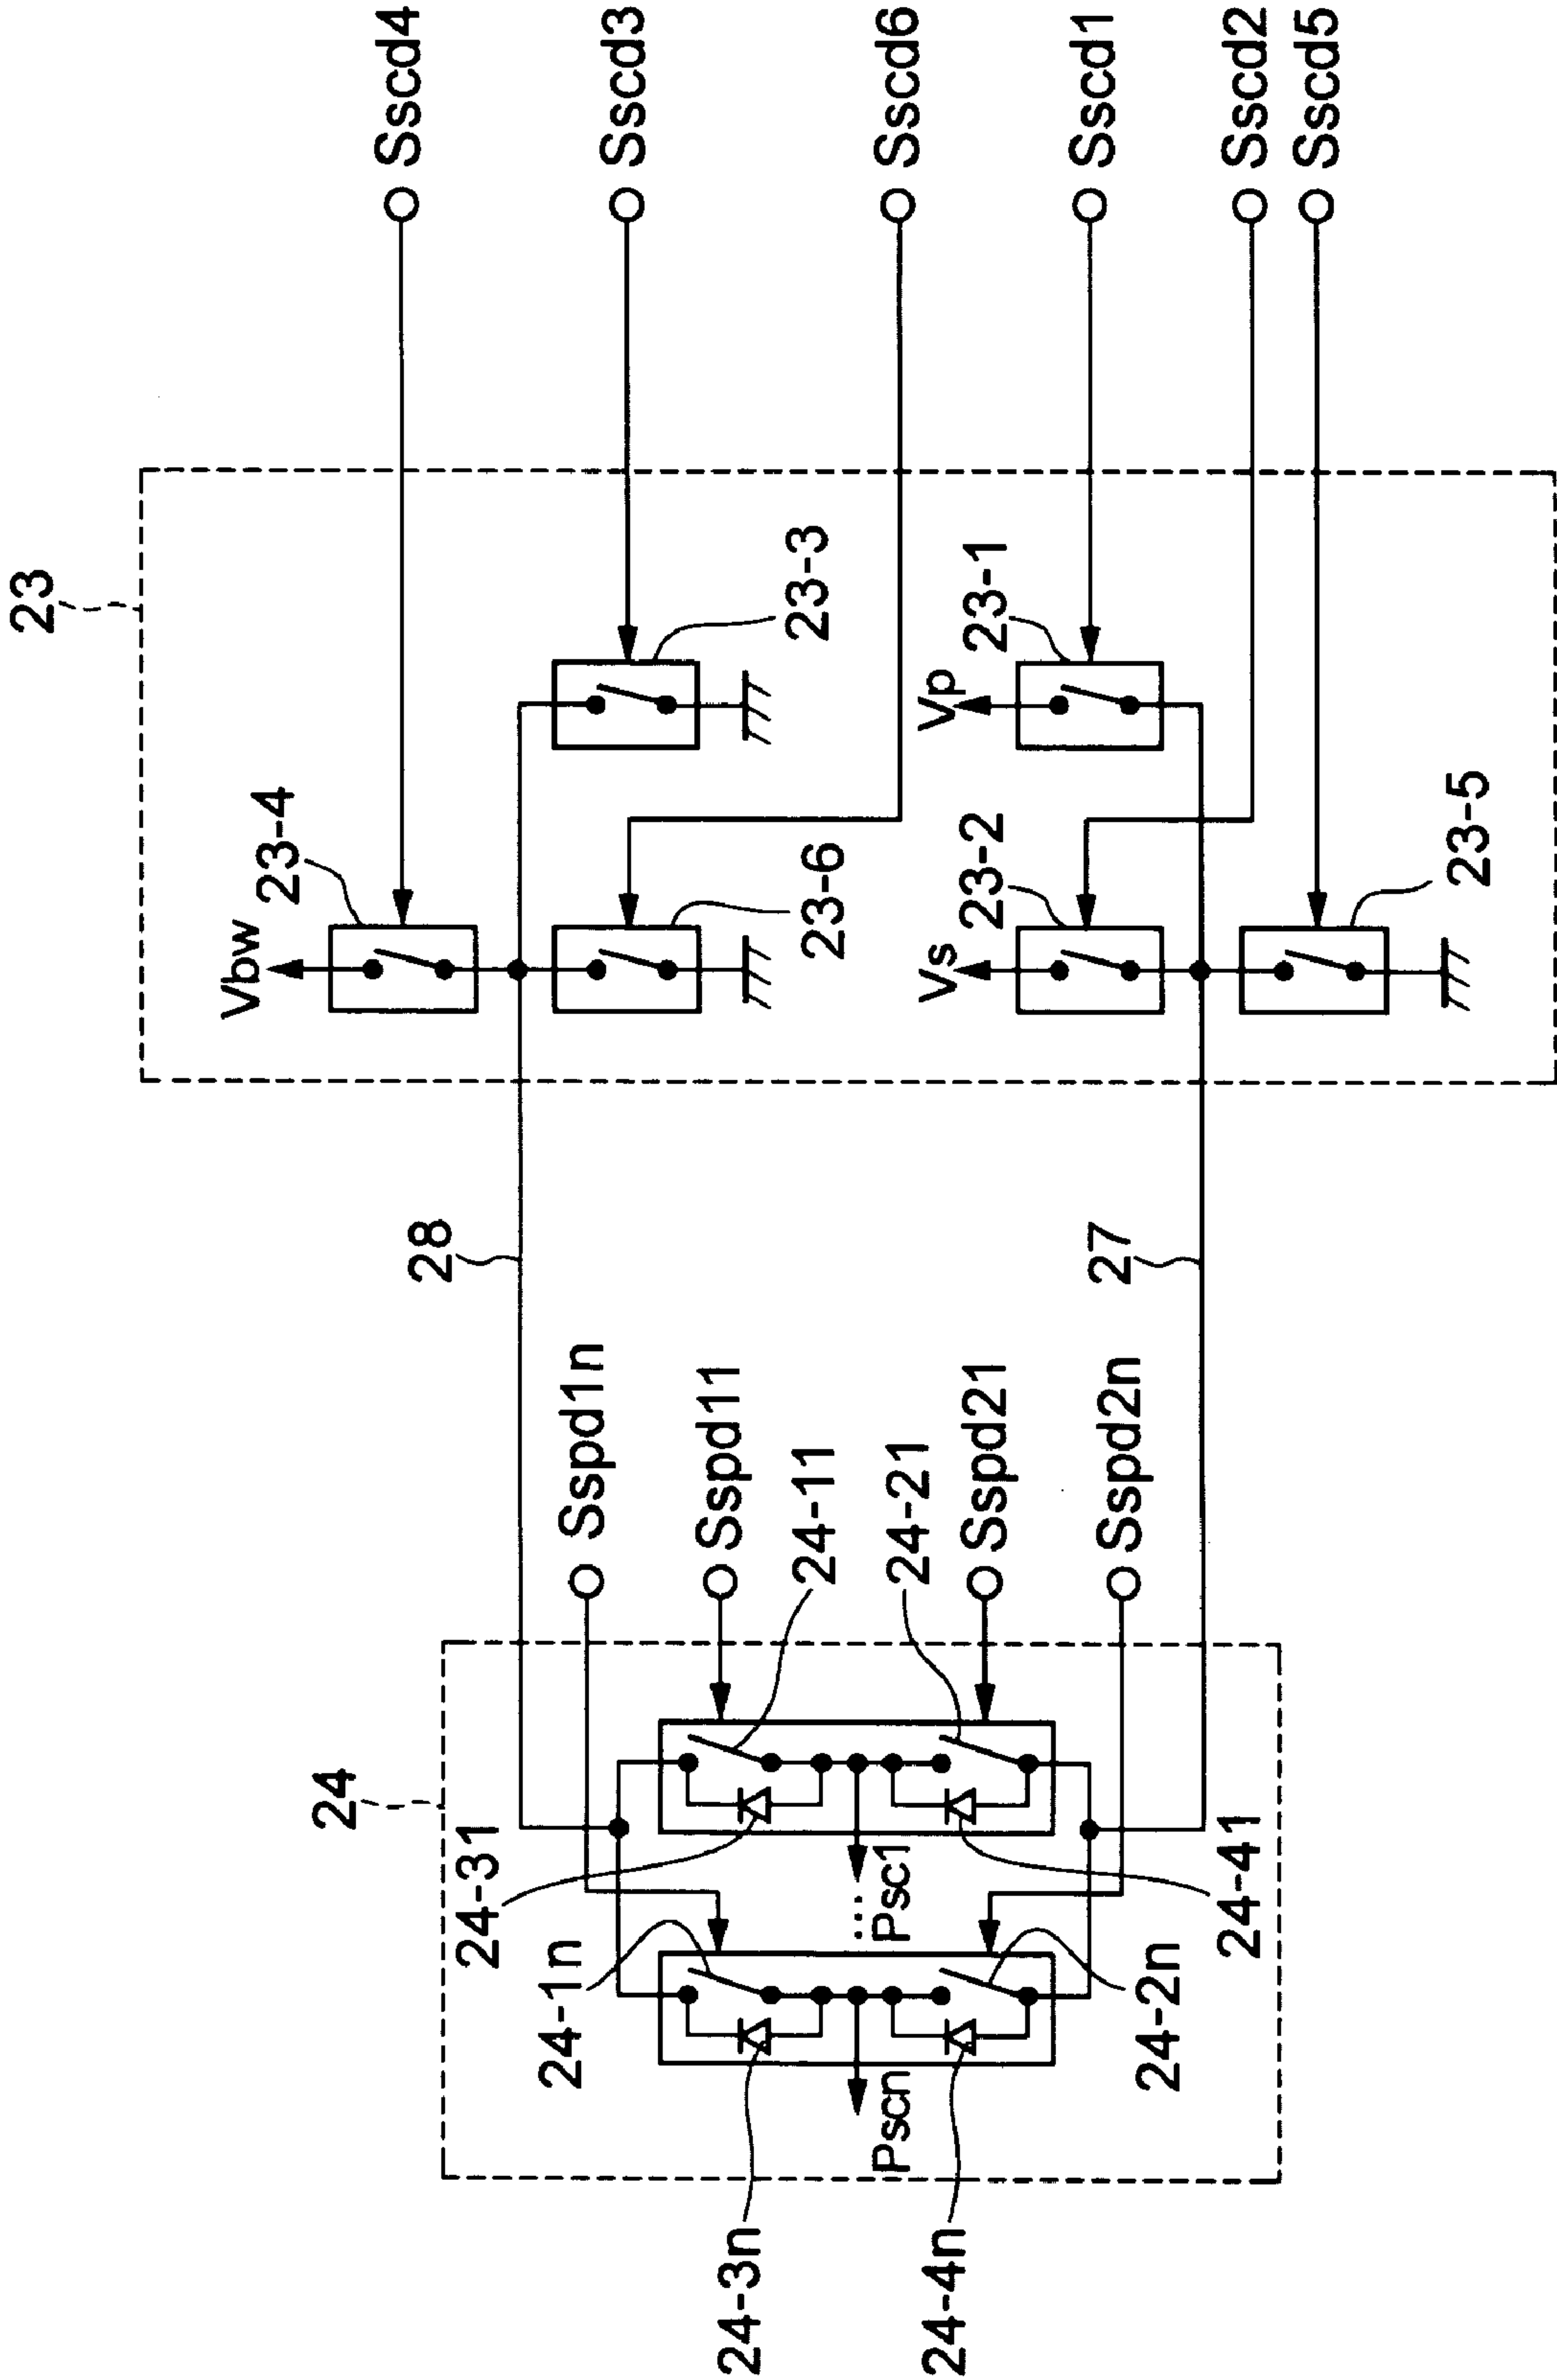 23
Sscd4
Sscd3
Sscd6
Sscd1
Sscd2
Sscd5
Vbw
23-4
23-3
23-6
Vp
23-1
Vs
23-2
23-5
28
27
24
Sspd1n
Sspd11
Sspd21
Sspd2n
24-11
24-21
24-31
24-41
24-1n
24-2n
Psc1
...
Pscn
24-3n
24-4n